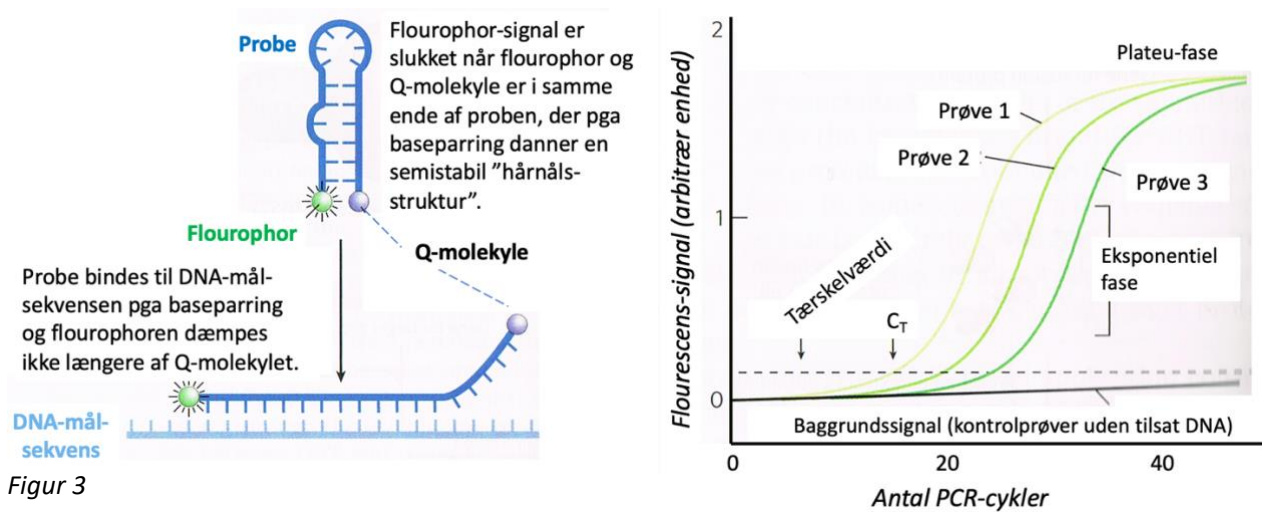 Probe
Flourophor-signal er
slukket når flourophor og
Q-molekyle er i samme
ende af proben, der pga
baseparring danner en
semistabil ”hårnåls-
struktur”.
Flourophor
Q-molekyle
Probe bindes til DNA-mål-
sekvensen pga baseparring
og flourophoren dæmpes
ikke længere af Q-molekylet.
DNA-mål-
sekvens
Figur 3
Flourescens-signal (arbitrær enhed)
2
1
0
Plateu-fase
Prøve 1
Prøve 2
Prøve 3
Eksponentiel
fase
Tærskelværdi
CT
Baggrundssignal (kontrolprøver uden tilsat DNA)
0
20
40
Antal PCR-cykler